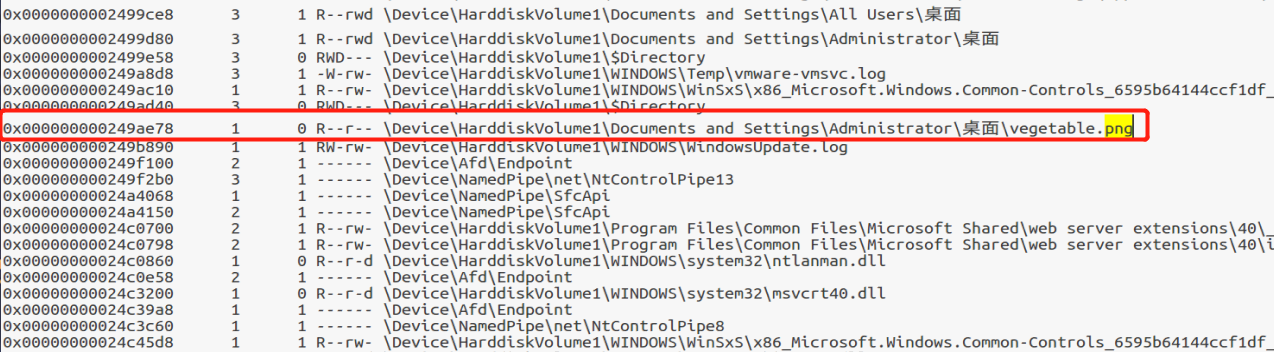 0x0000000002499ce8 3 1 R--rwd \Device\HarddiskVolume1\Documents and Settings\All Users\桌面
0x0000000002499d80 3 1 R--rwd \Device\HarddiskVolume1\Documents and Settings\Administrator\桌面
0x0000000002499e58 3 0 RWD--- \Device\HarddiskVolume1\$Directory
0x000000000249a8d8 3 1 -W-rw- \Device\HarddiskVolume1\WINDOWS\Temp\vmware-vmsvc.log
0x000000000249ac10 1 1 R--rw- \Device\HarddiskVolume1\WINDOWS\WinSxS\x86_Microsoft.Windows.Common-Controls_6595b64144ccf1df_
0x000000000249ad40 3 0 RWD--- \Device\HarddiskVolume1\$Directory
0x000000000249ae78 1 0 R--r-- \Device\HarddiskVolume1\Documents and Settings\Administrator\桌面\vegetable.png
0x000000000249b890 1 1 RW-rw- \Device\HarddiskVolume1\WINDOWS\WindowsUpdate.log
0x000000000249f100 2 1 ------ \Device\Afd\Endpoint
0x000000000249f2b0 3 1 ------ \Device\NamedPipe\net\NtControlPipe13
0x00000000024a4068 1 1 ------ \Device\NamedPipe\SfcApi
0x00000000024a4150 2 1 ------ \Device\NamedPipe\SfcApi
0x00000000024c0700 2 1 R--rw- \Device\HarddiskVolume1\Program Files\Common Files\Microsoft Shared\web server extensions\40\_
0x00000000024c0798 2 1 R--rw- \Device\HarddiskVolume1\Program Files\Common Files\Microsoft Shared\web server extensions\40\i
0x00000000024c0860 1 0 R--r-d \Device\HarddiskVolume1\WINDOWS\system32\ntlanman.dll
0x00000000024c0e58 2 1 ------ \Device\Afd\Endpoint
0x00000000024c3200 1 0 R--r-d \Device\HarddiskVolume1\WINDOWS\system32\msvcrt40.dll
0x00000000024c39a8 1 1 ------ \Device\Afd\Endpoint
0x00000000024c3c60 1 1 ------ \Device\NamedPipe\net\NtControlPipe8
0x00000000024c45d8 1 1 R--rw- \Device\HarddiskVolume1\WINDOWS\WinSxS\x86_Microsoft.Windows.Common-Controls_6595b64144ccf1df_